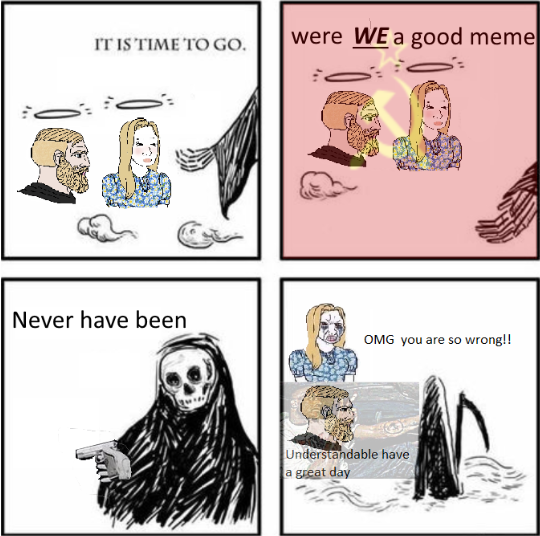 IT IS TIME TO GO.
were WE a good meme
Never have been
OMG you are so wrong!!
Understandable have
a great day